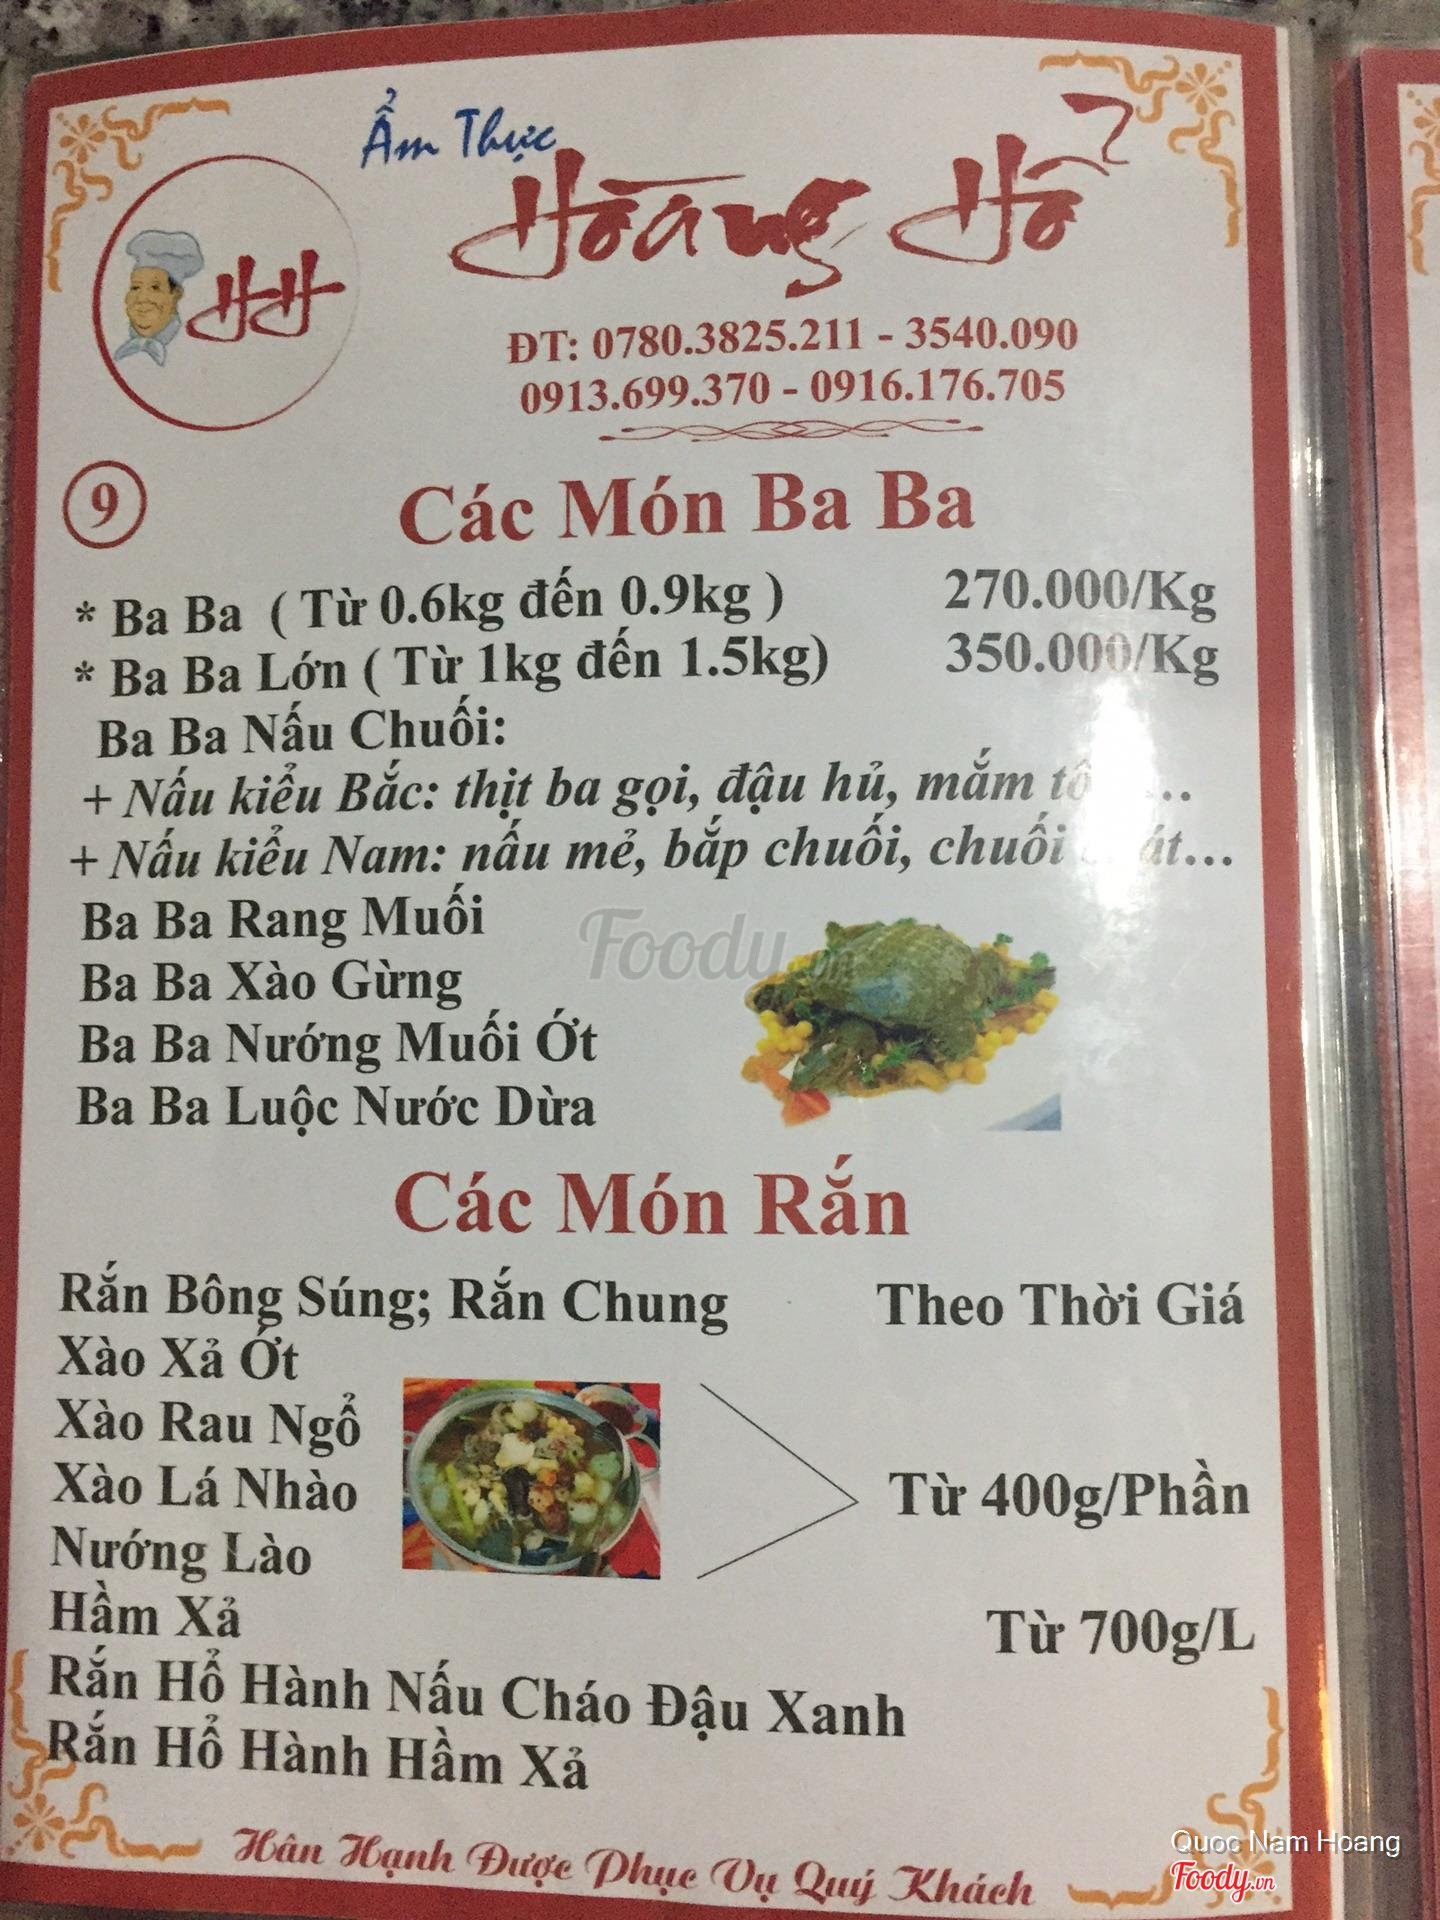 Ẩm Thực
Hoàng Hổ
HH
ĐT: 0780.3825.211 - 3540.090
0913.699.370 - 0916.176.705
9
Các Món Ba Ba
* Ba Ba ( Từ 0.6kg đến 0.9kg ) 270.000/Kg
* Ba Ba Lớn ( Từ 1kg đến 1.5kg) 350.000/Kg
Ba Ba Nấu Chuối:
+ Nấu kiểu Bắc: thịt ba gọi, đậu hủ, mắm ...
+ Nấu kiểu Nam: nấu mẻ, bắp chuối, chuối ...
Ba Ba Rang Muối
Foody.vn
Ba Ba Xào Gừng
Ba Ba Nướng Muối Ớt
Ba Ba Luộc Nước Dừa
Các Món Rắn
Rắn Bông Súng; Rắn Chung Theo Thời Giá
Xào Xả Ớt
Xào Rau Ngổ
Xào Lá Nhào Từ 400g/Phần
Nướng Lào
Hầm Xả Từ 700g/L
Rắn Hổ Hành Nấu Cháo Đậu Xanh
Rắn Hổ Hành Hầm Xả
Hân Hạnh Được Phục Vụ Quý Khách
Quoc Nam Hoang
Foody.vn